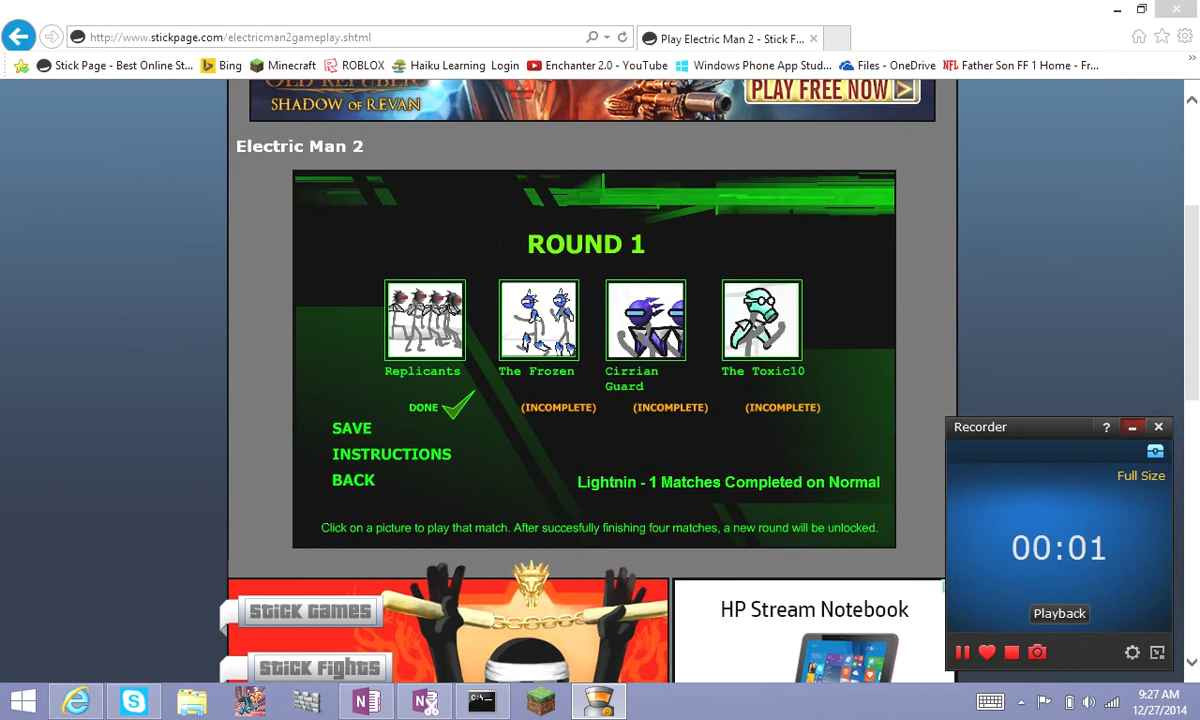 http://www.stickpage.com/electricman2gameplay.shtml
Play Electric Man 2 - Stick F...
Stick Page - Best Online St...
Bing
Minecraft
ROBLOX
Haiku Learning Login
Enchanter 2.0 - YouTube
Windows Phone App Stud...
Files - OneDrive
NFL Father Son FF 1 Home - Fr...
OLD REPUBLIC
SHADOW OF REVAN
PLAY FREE NOW >
Electric Man 2
ROUND 1
Replicants
The Frozen
Cirrian
Guard
The Toxic10
DONE
(INCOMPLETE)
(INCOMPLETE)
(INCOMPLETE)
SAVE
INSTRUCTIONS
BACK
Lightnin - 1 Matches Completed on Normal
Click on a picture to play that match. After succesfully finishing four matches, a new round will be unlocked.
Recorder
?
Full Size
00:01
Playback
STICK GAMES
STICK FIGHTS
HP Stream Notebook
9:27 AM
12/27/2014